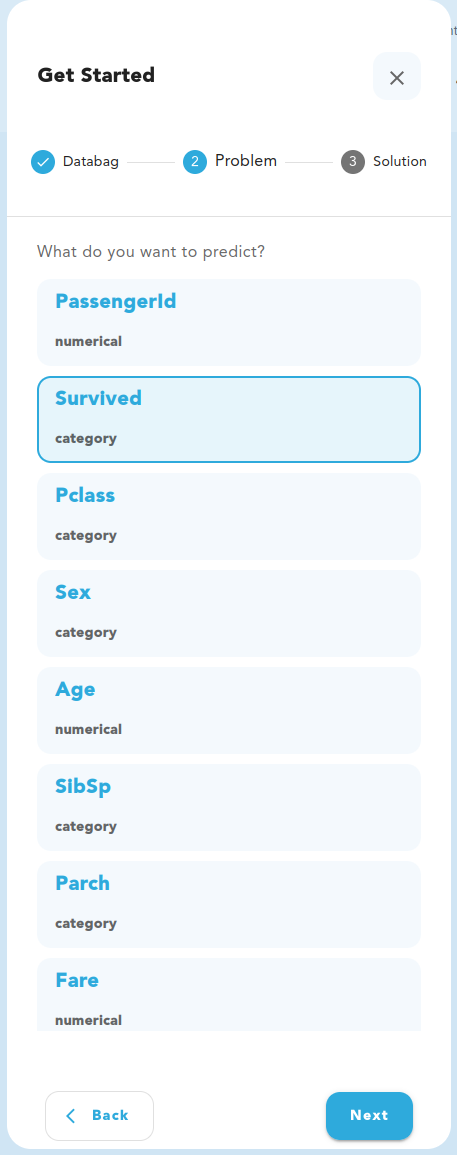 Get Started
Databag
2 Problem
3 Solution
What do you want to predict?
PassengerId
numerical
Survived
category
Pclass
category
Sex
category
Age
numerical
SibSp
category
Parch
category
Fare
numerical
Back
Next